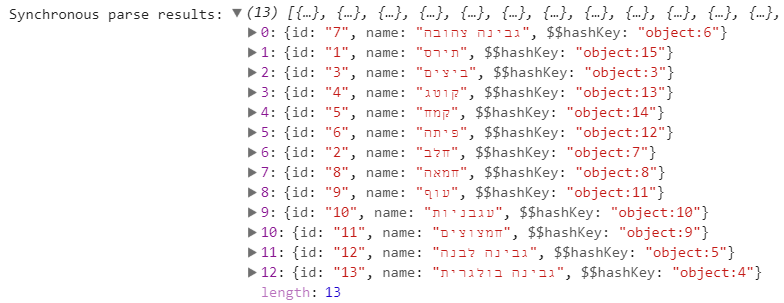 Synchronous parse results: ▼ (13) [{…}, {…}, {…}, {…}, {…}, {…}, {…}, {…}, {…}, {…}, {…}, {…},
▶ 0: {id: "7", name: "גבינה צהובה", $$hashKey: "object:6"}
▶ 1: {id: "1", name: "תירס", $$hashKey: "object:15"}
▶ 2: {id: "3", name: "ביצים", $$hashKey: "object:3"}
▶ 3: {id: "4", name: "קוטג", $$hashKey: "object:13"}
▶ 4: {id: "5", name: "קמח", $$hashKey: "object:14"}
▶ 5: {id: "6", name: "פיתה", $$hashKey: "object:12"}
▶ 6: {id: "2", name: "חלב", $$hashKey: "object:7"}
▶ 7: {id: "8", name: "חמאה", $$hashKey: "object:8"}
▶ 8: {id: "9", name: "עוף", $$hashKey: "object:11"}
▶ 9: {id: "10", name: "עגבניות", $$hashKey: "object:10"}
▶ 10: {id: "11", name: "חמצוצים", $$hashKey: "object:9"}
▶ 11: {id: "12", name: "גבינה לבנה", $$hashKey: "object:5"}
▶ 12: {id: "13", name: "גבינה בולגרית", $$hashKey: "object:4"}
length: 13